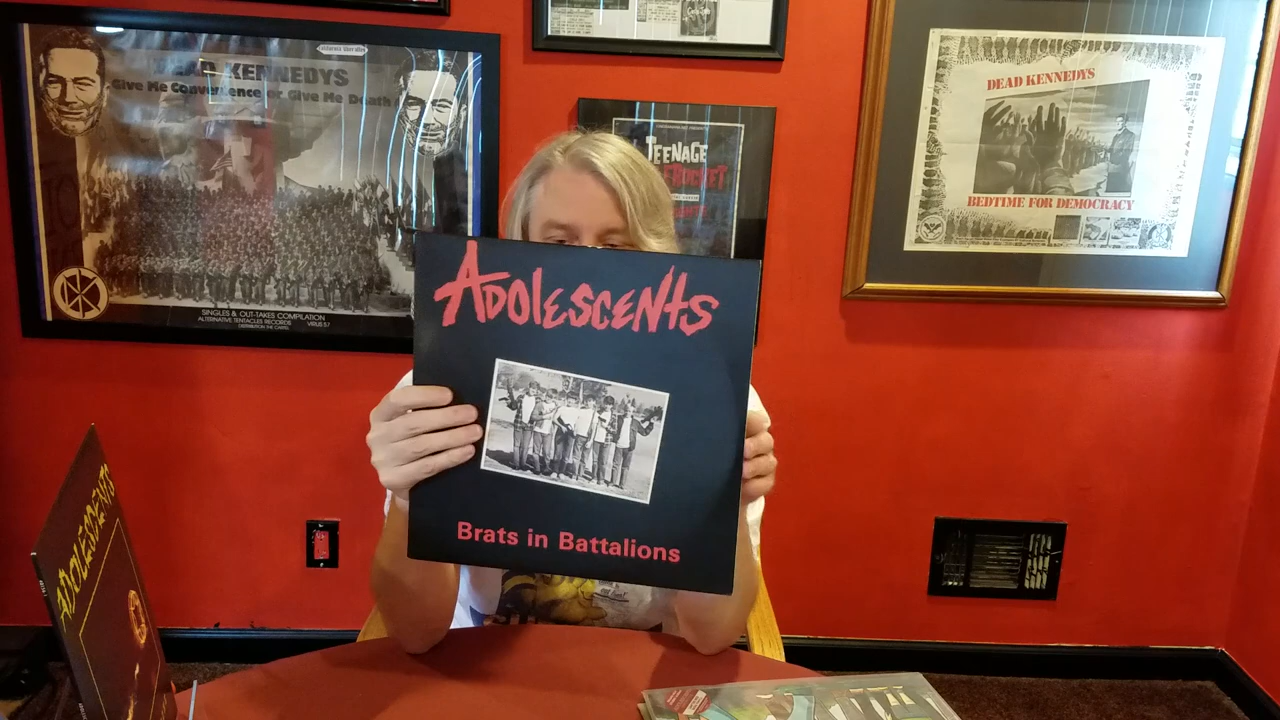 DEAD KENNEDYS
Give Me Convenience or Give Me Death
SINGLES & OUT-TAKES COMPILATION
ALTERNATIVE TENTACLES RECORDS VIRUS 57
TEENAGE
DEAD KENNEDYS
BEDTIME FOR DEMOCRACY
ADOLESCENTS
Brats in Battalions
ADOLESCENTS